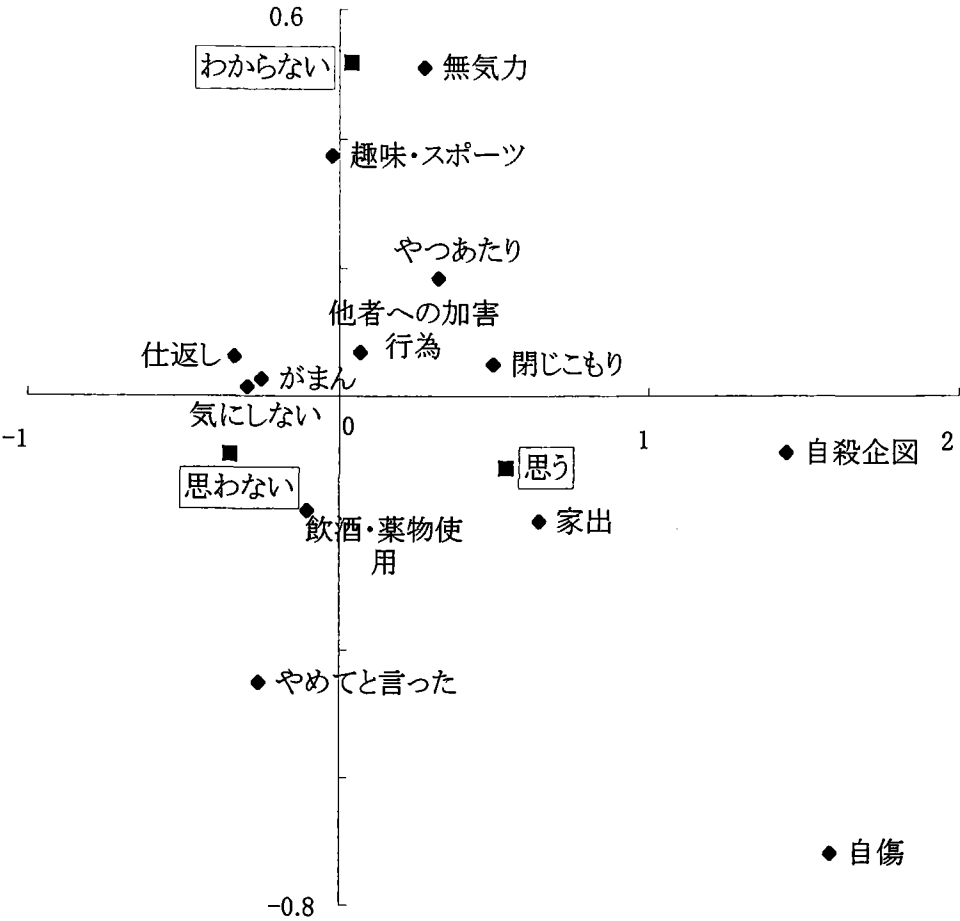 0.6
わからない
無気力
趣味・スポーツ
やつあたり
他者への加害
行為
仕返し
がまん
閉じこもり
気にしない
-1
0
1
2
自殺企図
思わない
思う
飲酒・薬物使
用
家出
やめてと言った
自傷
-0.8